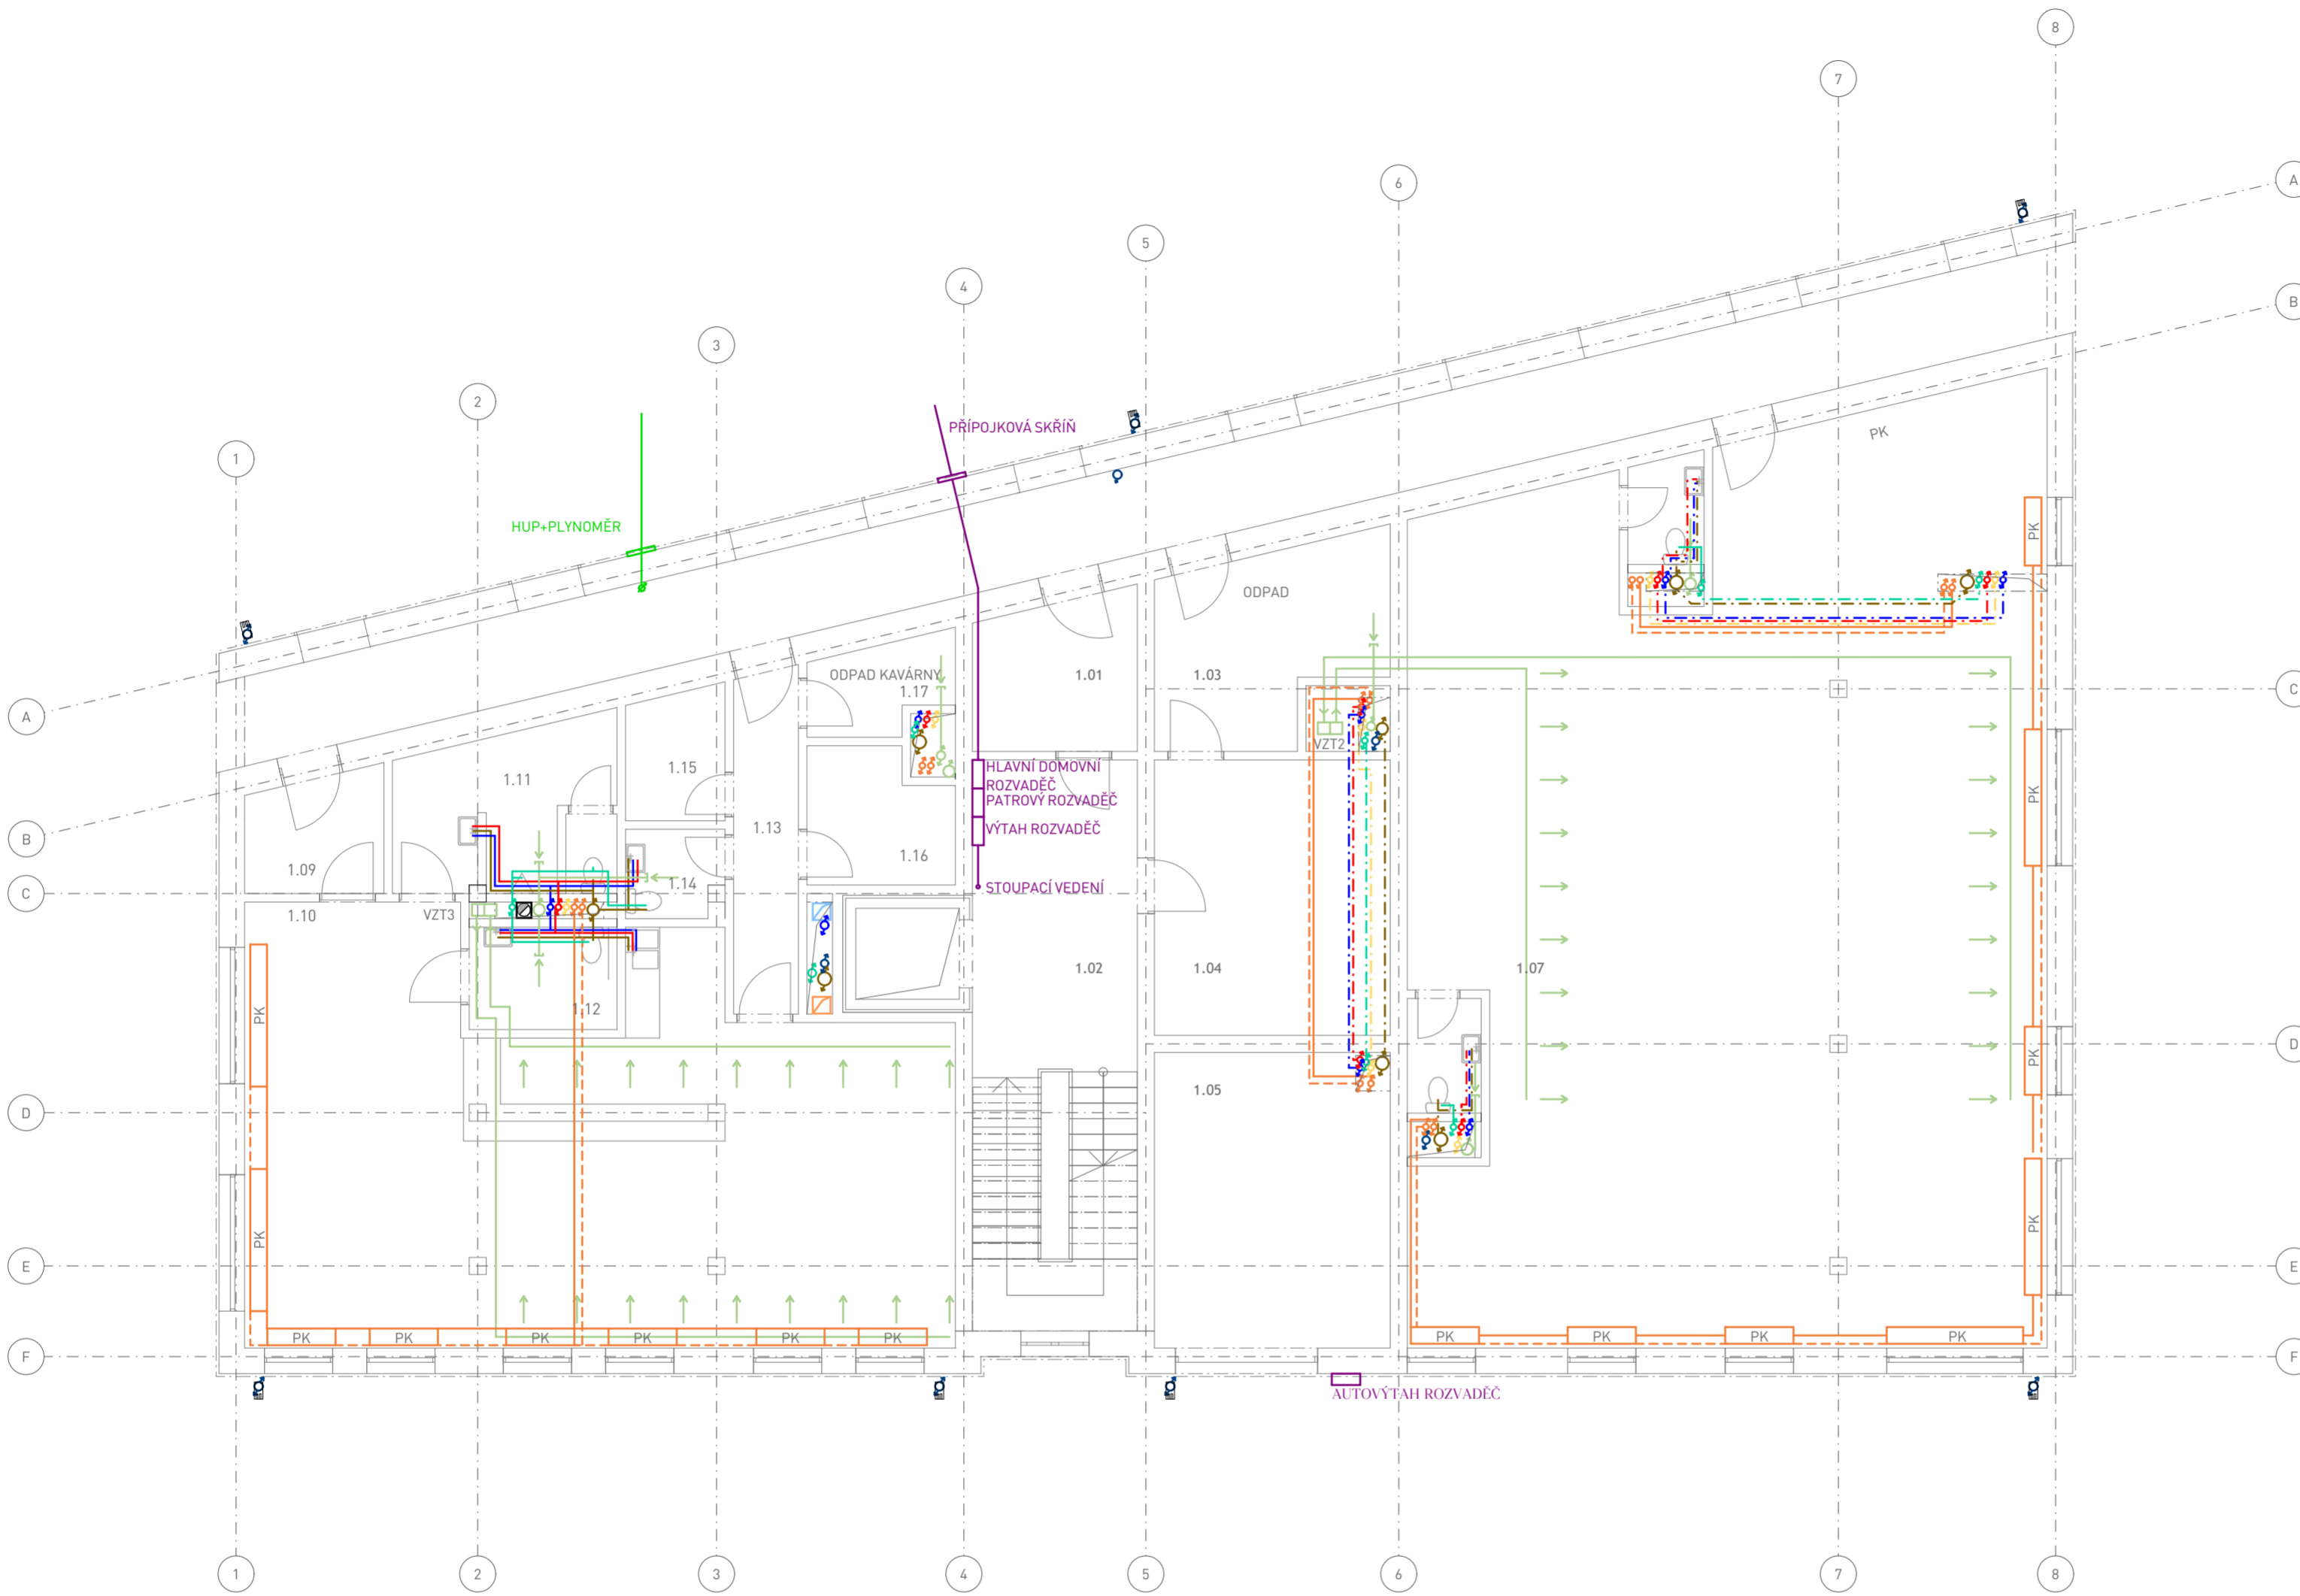 8
7
A
6
5
4
B
3
2
PŘÍPOJKOVÁ SKŘÍŇ
PK
1
HUP+PLYNOMĚR
PK
ODPAD
ODPAD KAVÁRNY
1.01
1.03
1.17
C
A
VZT2
1.15
HLAVNÍ DOMOVNÍ
ROZVADĚČ
1.11
PATROVÝ ROZVADĚČ
PK
1.13
VÝTAH ROZVADĚČ
B
1.16
1.09
1.14
STOUPACÍ VEDENÍ
C
1.10
VZT3
1.02
1.04
1.07
1.12
PK
D
PK
1.05
D
PK
PK
E
E
PK
PK
PK
PK
PK
PK
PK
PK
PK
PK
F
F
AUTOVÝTAH ROZVADĚČ
1
2
3
4
5
6
7
8